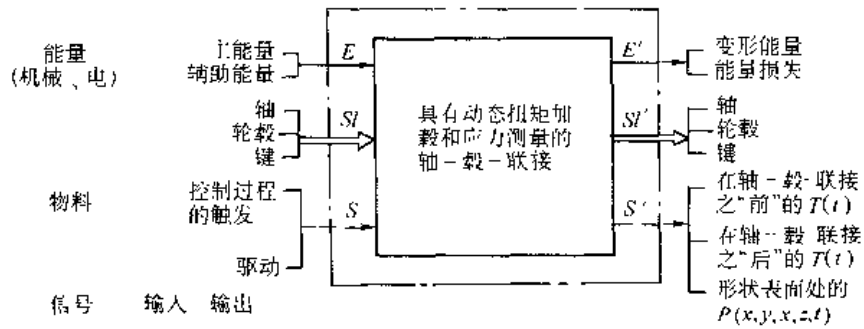 能量
(机械、电)
主能量
辅助能量
E
E′
变形能量
能量损失
轴
轮毂
键
Sl
Sl′
轴
轮毂
键
具有动态扭矩加
毂和应力测量的
轴-毂-联接
物料
控制过程
的触发
驱动
S
S′
在轴-毂-联接
之“前”的T(t)
在轴-毂 联接
之“后”的T(t)
形状表面处的
P(x,y,x,z,t)
信号 输入 输出